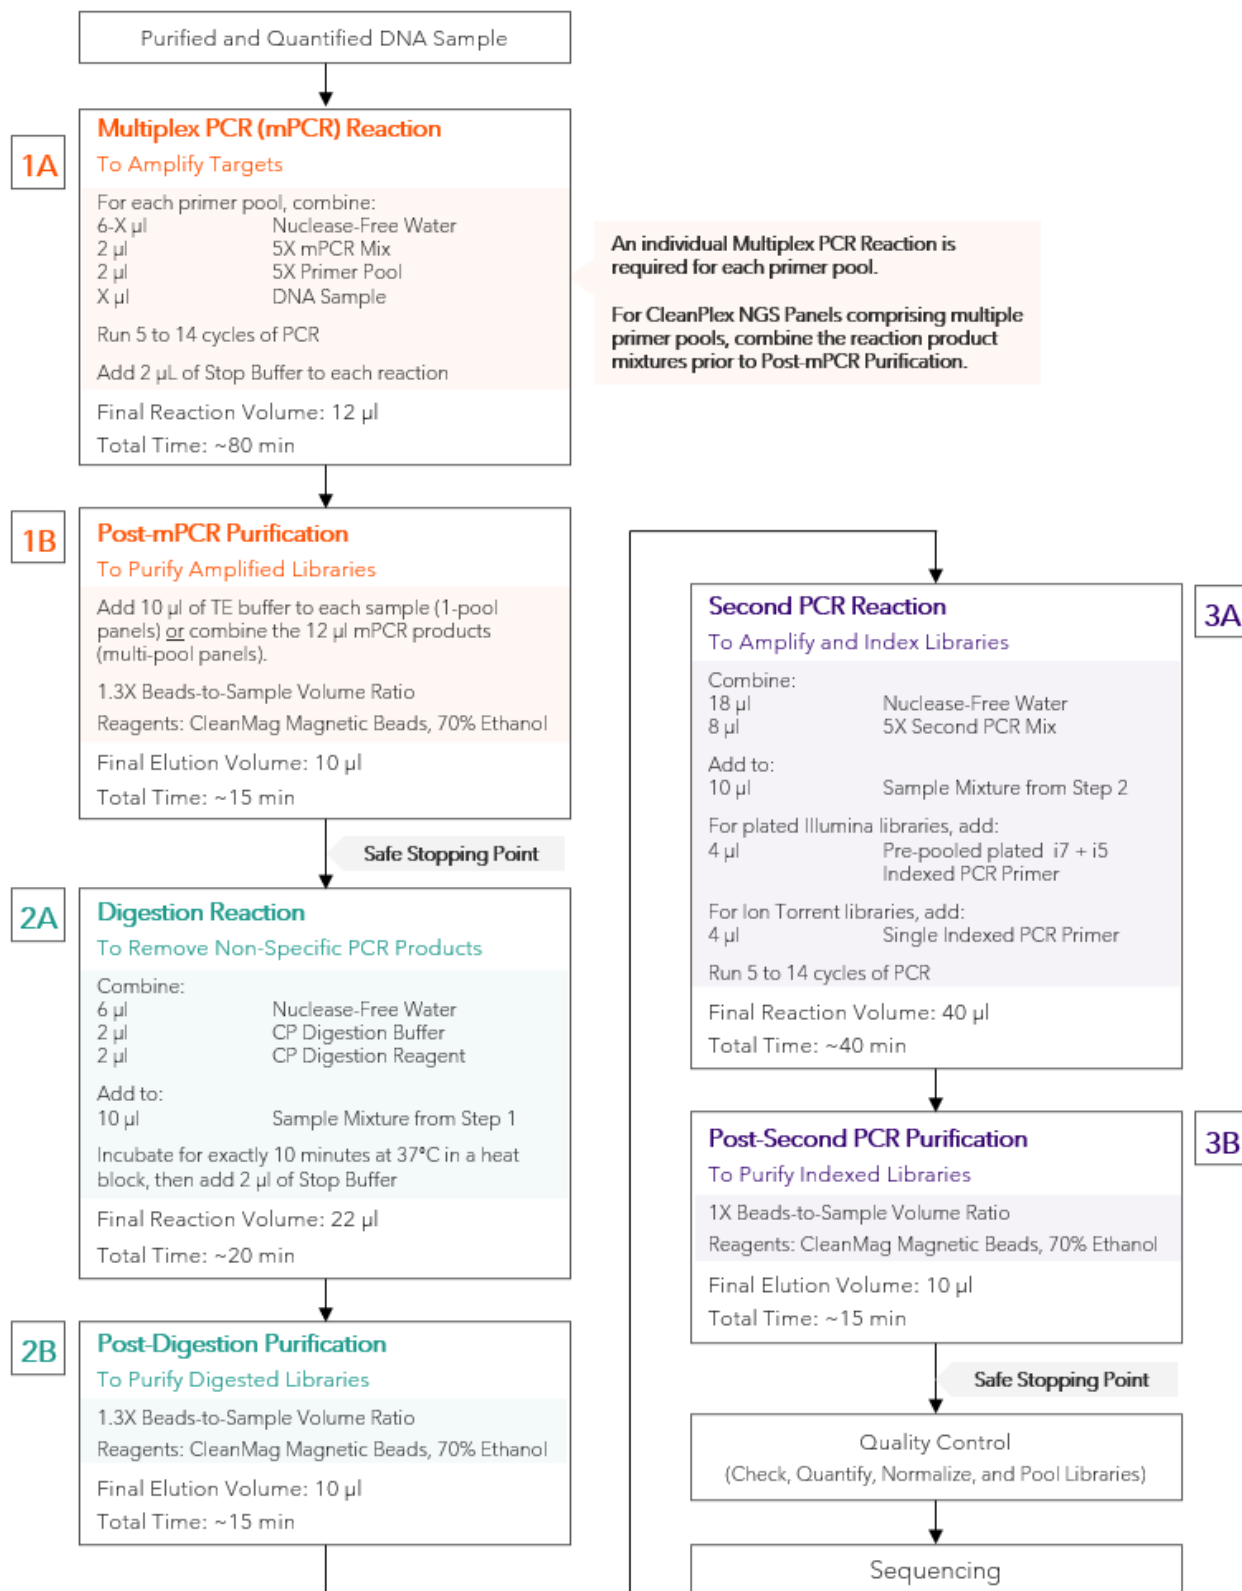 Purified and Quantified DNA Sample
1A
Multiplex PCR (mPCR) Reaction
To Amplify Targets
For each primer pool, combine:
6-X µl Nuclease-Free Water
2 µl 5X mPCR Mix
2 µl 5X Primer Pool
X µl DNA Sample
Run 5 to 14 cycles of PCR
Add 2 µL of Stop Buffer to each reaction
Final Reaction Volume: 12 µl
Total Time: ~80 min
An individual Multiplex PCR Reaction is
required for each primer pool.
For CleanPlex NGS Panels comprising multiple
primer pools, combine the reaction product
mixtures prior to Post-mPCR Purification.
1B
Post-mPCR Purification
To Purify Amplified Libraries
Add 10 µl of TE buffer to each sample (1-pool
panels) or combine the 12 µl mPCR products
(multi-pool panels).
1.3X Beads-to-Sample Volume Ratio
Reagents: CleanMag Magnetic Beads, 70% Ethanol
Final Elution Volume: 10 µl
Total Time: ~15 min
Safe Stopping Point
2A
Digestion Reaction
To Remove Non-Specific PCR Products
Combine:
6 µl Nuclease-Free Water
2 µl CP Digestion Buffer
2 µl CP Digestion Reagent
Add to:
10 µl Sample Mixture from Step 1
Incubate for exactly 10 minutes at 37°C in a heat
block, then add 2 µl of Stop Buffer
Final Reaction Volume: 22 µl
Total Time: ~20 min
2B
Post-Digestion Purification
To Purify Digested Libraries
1.3X Beads-to-Sample Volume Ratio
Reagents: CleanMag Magnetic Beads, 70% Ethanol
Final Elution Volume: 10 µl
Total Time: ~15 min
3A
Second PCR Reaction
To Amplify and Index Libraries
Combine:
18 µl Nuclease-Free Water
8 µl 5X Second PCR Mix
Add to:
10 µl Sample Mixture from Step 2
For plated Illumina libraries, add:
4 µl Pre-pooled plated i7 + i5
Indexed PCR Primer
For Ion Torrent libraries, add:
4 µl Single Indexed PCR Primer
Run 5 to 14 cycles of PCR
Final Reaction Volume: 40 µl
Total Time: ~40 min
3B
Post-Second PCR Purification
To Purify Indexed Libraries
1X Beads-to-Sample Volume Ratio
Reagents: CleanMag Magnetic Beads, 70% Ethanol
Final Elution Volume: 10 µl
Total Time: ~15 min
Safe Stopping Point
Quality Control
(Check, Quantify, Normalize, and Pool Libraries)
Sequencing